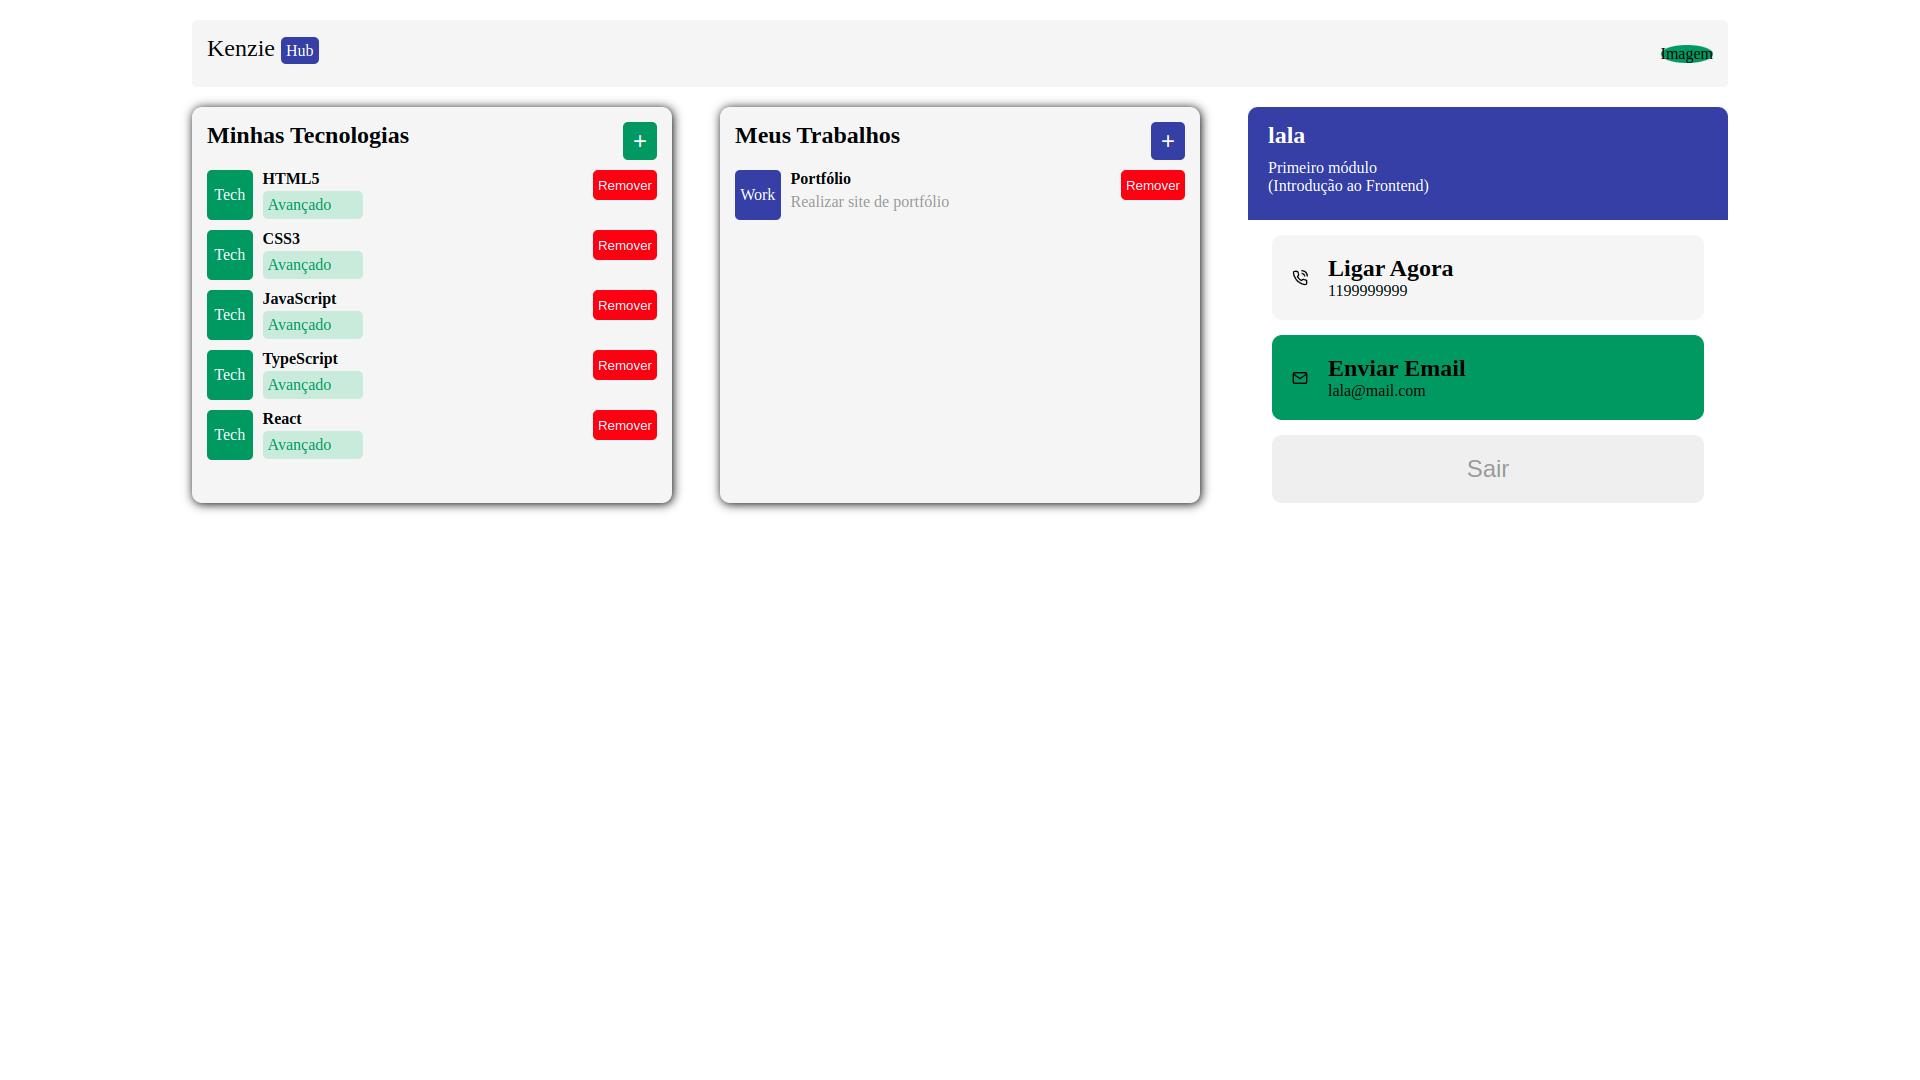 Kenzie Hub
Imagem
Minhas Tecnologias
+
Tech
HTML5
Avançado
Remover
Tech
CSS3
Avançado
Remover
Tech
JavaScript
Avançado
Remover
Tech
TypeScript
Avançado
Remover
Tech
React
Avançado
Remover
Meus Trabalhos
+
Work
Portfólio
Realizar site de portfólio
Remover
lala
Primeiro módulo
(Introdução ao Frontend)
Ligar Agora
1199999999
Enviar Email
lala@mail.com
Sair